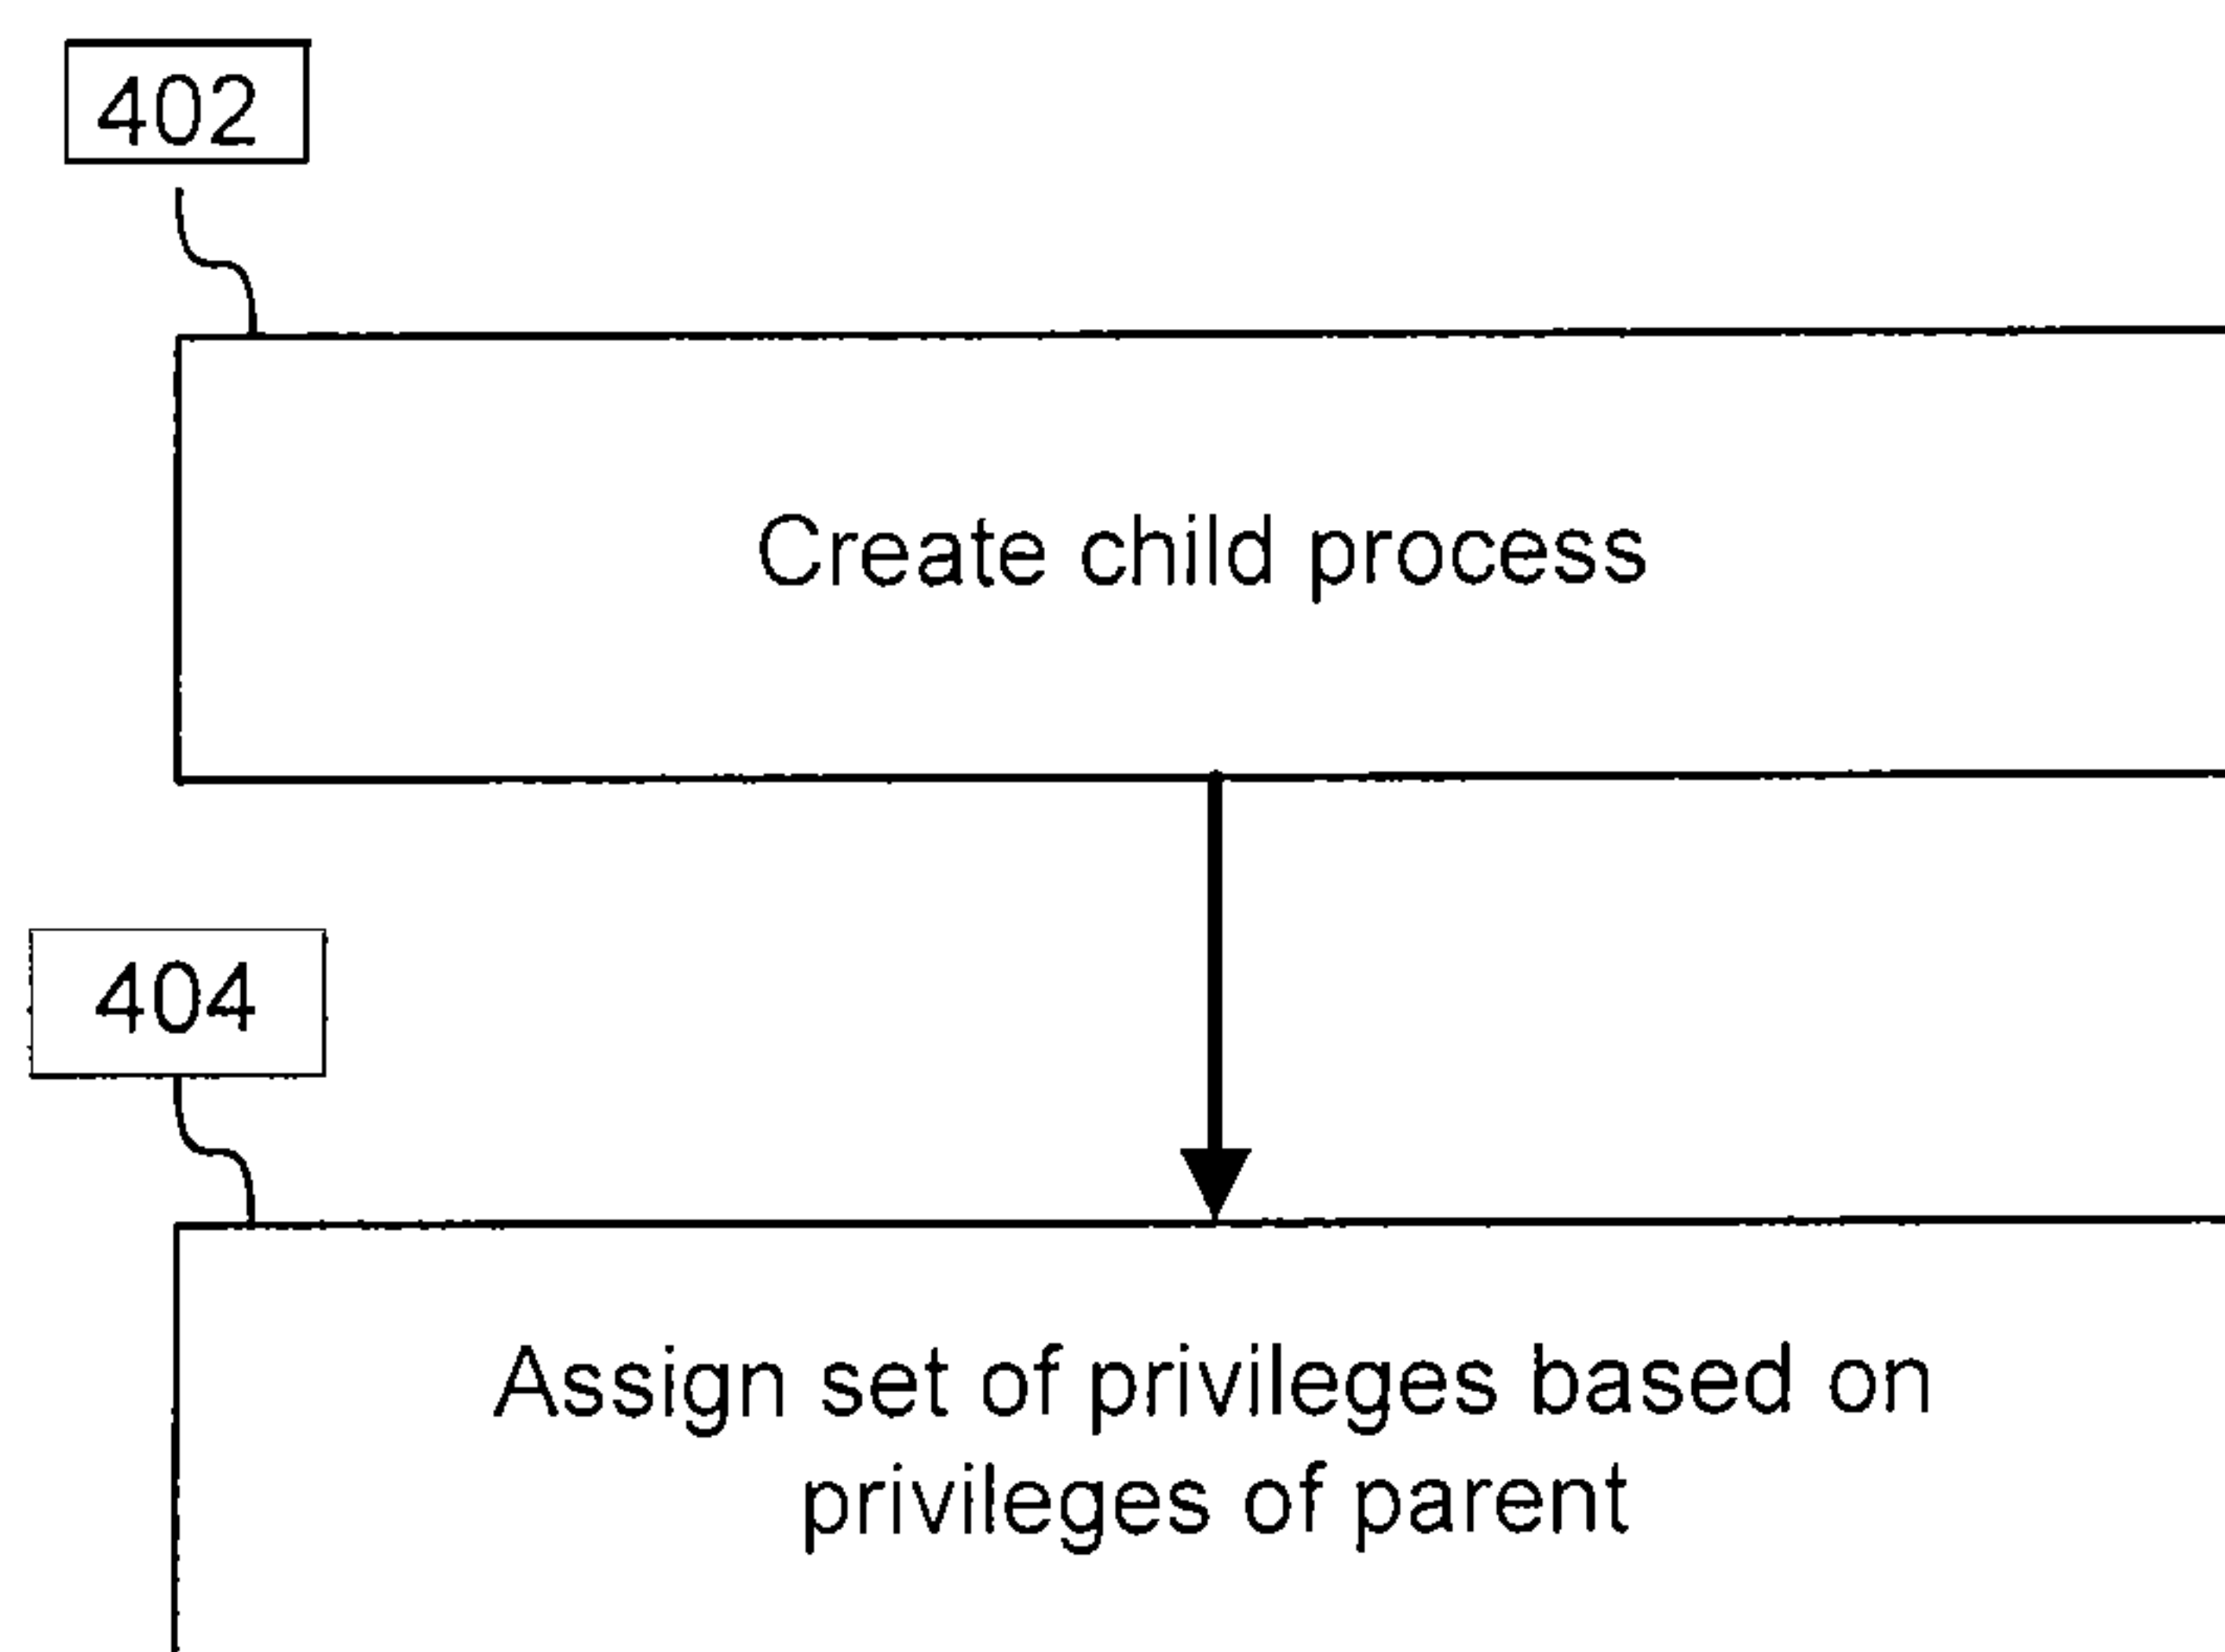 402
Create child process
404
Assign set of privileges based on
privileges of parent